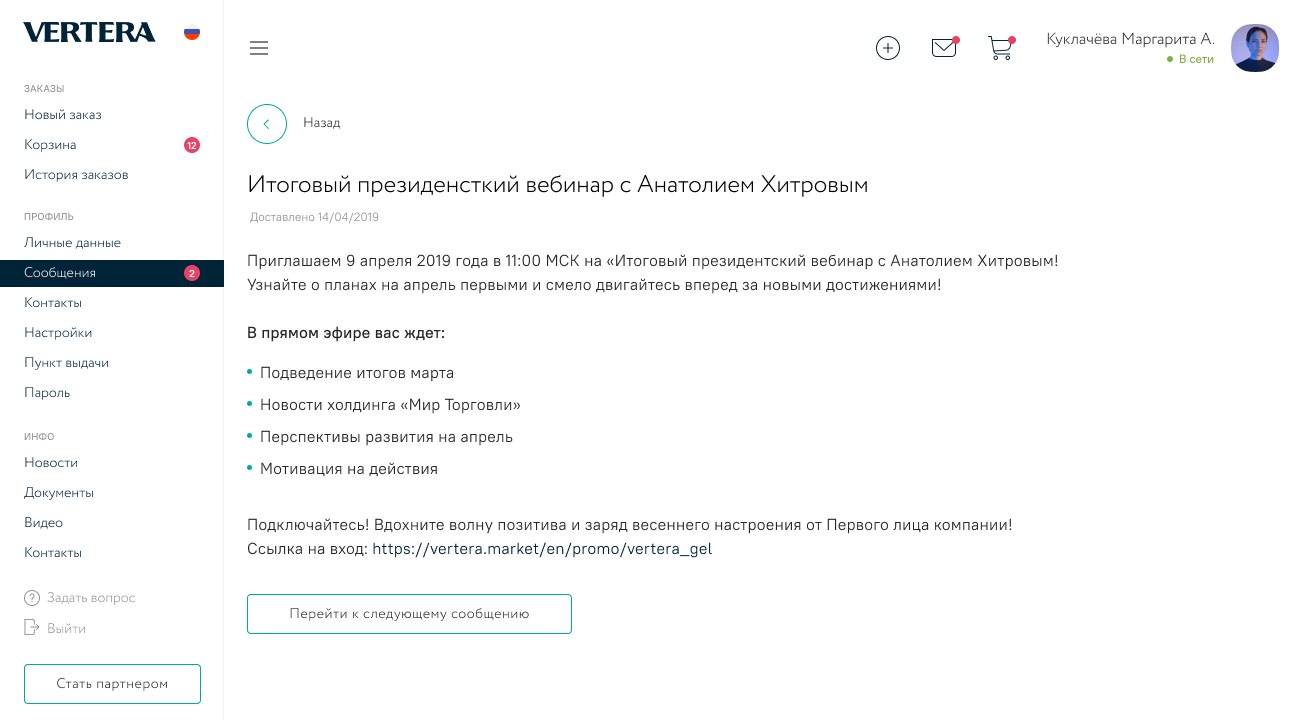 VERTERA
ЗАКАЗЫ
Новый заказ
Корзина 12
История заказов
ПРОФИЛЬ
Личные данные
Сообщения 2
Контакты
Настройки
Пункт выдачи
Пароль
ИНФО
Новости
Документы
Видео
Контакты
Задать вопрос
Выйти
Стать партнером
Куклачёва Маргарита А.
В сети
Назад
Итоговый президенсткий вебинар с Анатолием Хитровым
Доставлено 14/04/2019
Приглашаем 9 апреля 2019 года в 11:00 МСК на «Итоговый президентский вебинар с Анатолием Хитровым!
Узнайте о планах на апрель первыми и смело двигайтесь вперед за новыми достижениями!
В прямом эфире вас ждет:
• Подведение итогов марта
• Новости холдинга «Мир Торговли»
• Перспективы развития на апрель
• Мотивация на действия
Подключайтесь! Вдохните волну позитива и заряд весеннего настроения от Первого лица компании!
Ссылка на вход: https://vertera.market/en/promo/vertera_gel
Перейти к следующему сообщению